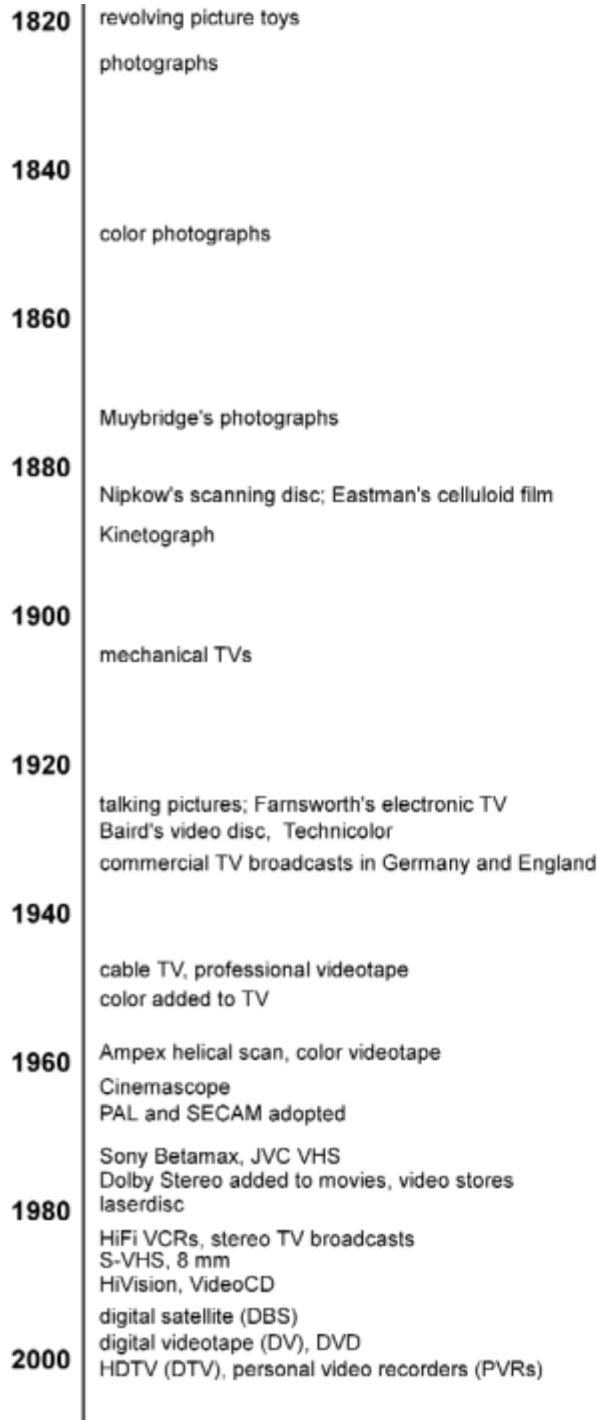 1820 revolving picture toys
photographs
1840
color photographs
1860
Muybridge's photographs
1880
Nipkow's scanning disc; Eastman's celluloid film
Kinetograph
1900
mechanical TVs
1920
talking pictures; Farnsworth's electronic TV
Baird's video disc, Technicolor
commercial TV broadcasts in Germany and England
1940
cable TV, professional videotape
color added to TV
1960 Ampex helical scan, color videotape
Cinemascope
PAL and SECAM adopted
Sony Betamax, JVC VHS
Dolby Stereo added to movies, video stores
1980 laserdisc
HiFi VCRs, stereo TV broadcasts
S-VHS, 8 mm
HiVision, VideoCD
digital satellite (DBS)
digital videotape (DV), DVD
2000 HDTV (DTV), personal video recorders (PVRs)